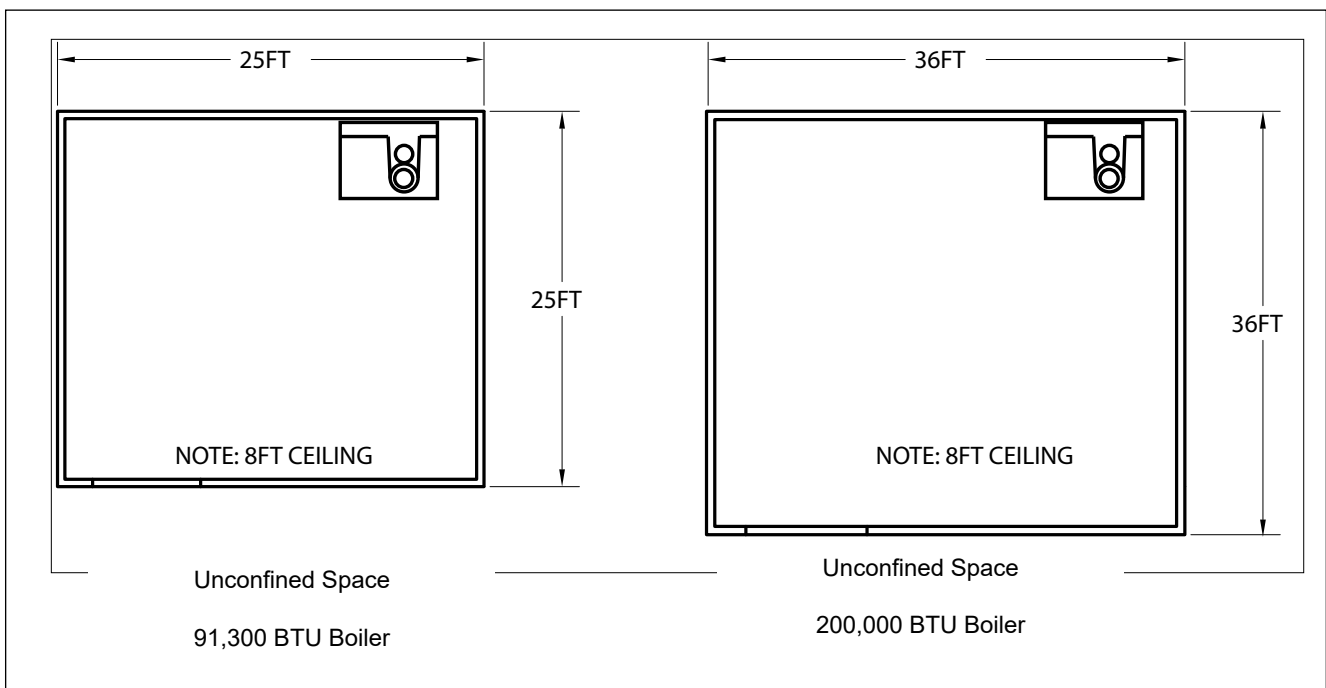 25FT
36FT
25FT
36FT
NOTE: 8FT CEILING
NOTE: 8FT CEILING
Unconfined Space
91,300 BTU Boiler
Unconfined Space
200,000 BTU Boiler